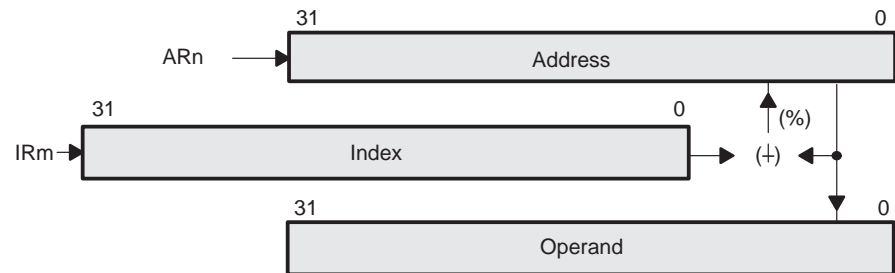 31 0
ARn Address
31 0 (%)
IRm Index (+)
31 0
Operand